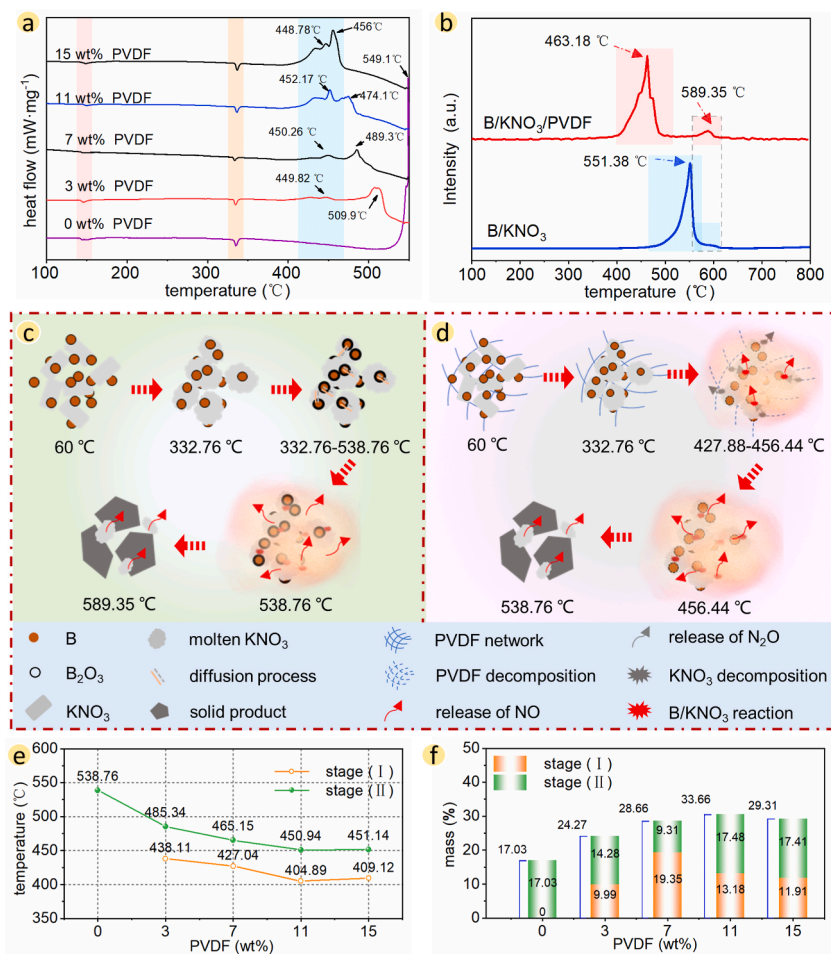 a
448.78 ℃
456℃
15 wt% PVDF
549.1℃
452.17 ℃
474.1℃
11 wt% PVDF
450.26 ℃
489.3℃
7 wt% PVDF
449.82 ℃
3 wt% PVDF
509.9℃
0 wt% PVDF
heat flow (mW·mg⁻¹)
100 200 300 400 500
temperature (℃)
b
463.18 ℃
589.35 ℃
B/KNO₃/PVDF
551.38 ℃
B/KNO₃
Intensity (a.u.)
100 200 300 400 500 600 700 800
temperature (℃)
c
60 ℃
332.76 ℃
332.76-538.76 ℃
589.35 ℃
538.76 ℃
d
60 ℃
332.76 ℃
427.88-456.44 ℃
538.76 ℃
456.44 ℃
B
molten KNO₃
PVDF network
release of N₂O
B₂O₃
diffusion process
PVDF decomposition
KNO₃ decomposition
KNO₃
solid product
release of NO
B/KNO₃ reaction
e
600
550
500
450
400
350
temperature (℃)
stage (Ⅰ)
stage (Ⅱ)
538.76
485.34
465.15
450.94
451.14
438.11
427.04
404.89
409.12
0 3 7 11 15
PVDF (wt%)
f
50
40
30
20
10
0
mass (%)
stage (Ⅰ)
stage (Ⅱ)
17.03
24.27
28.66
33.66
29.31
17.03
0
14.28
9.99
9.31
19.35
17.48
13.18
17.41
11.91
0 3 7 11 15
PVDF (wt%)